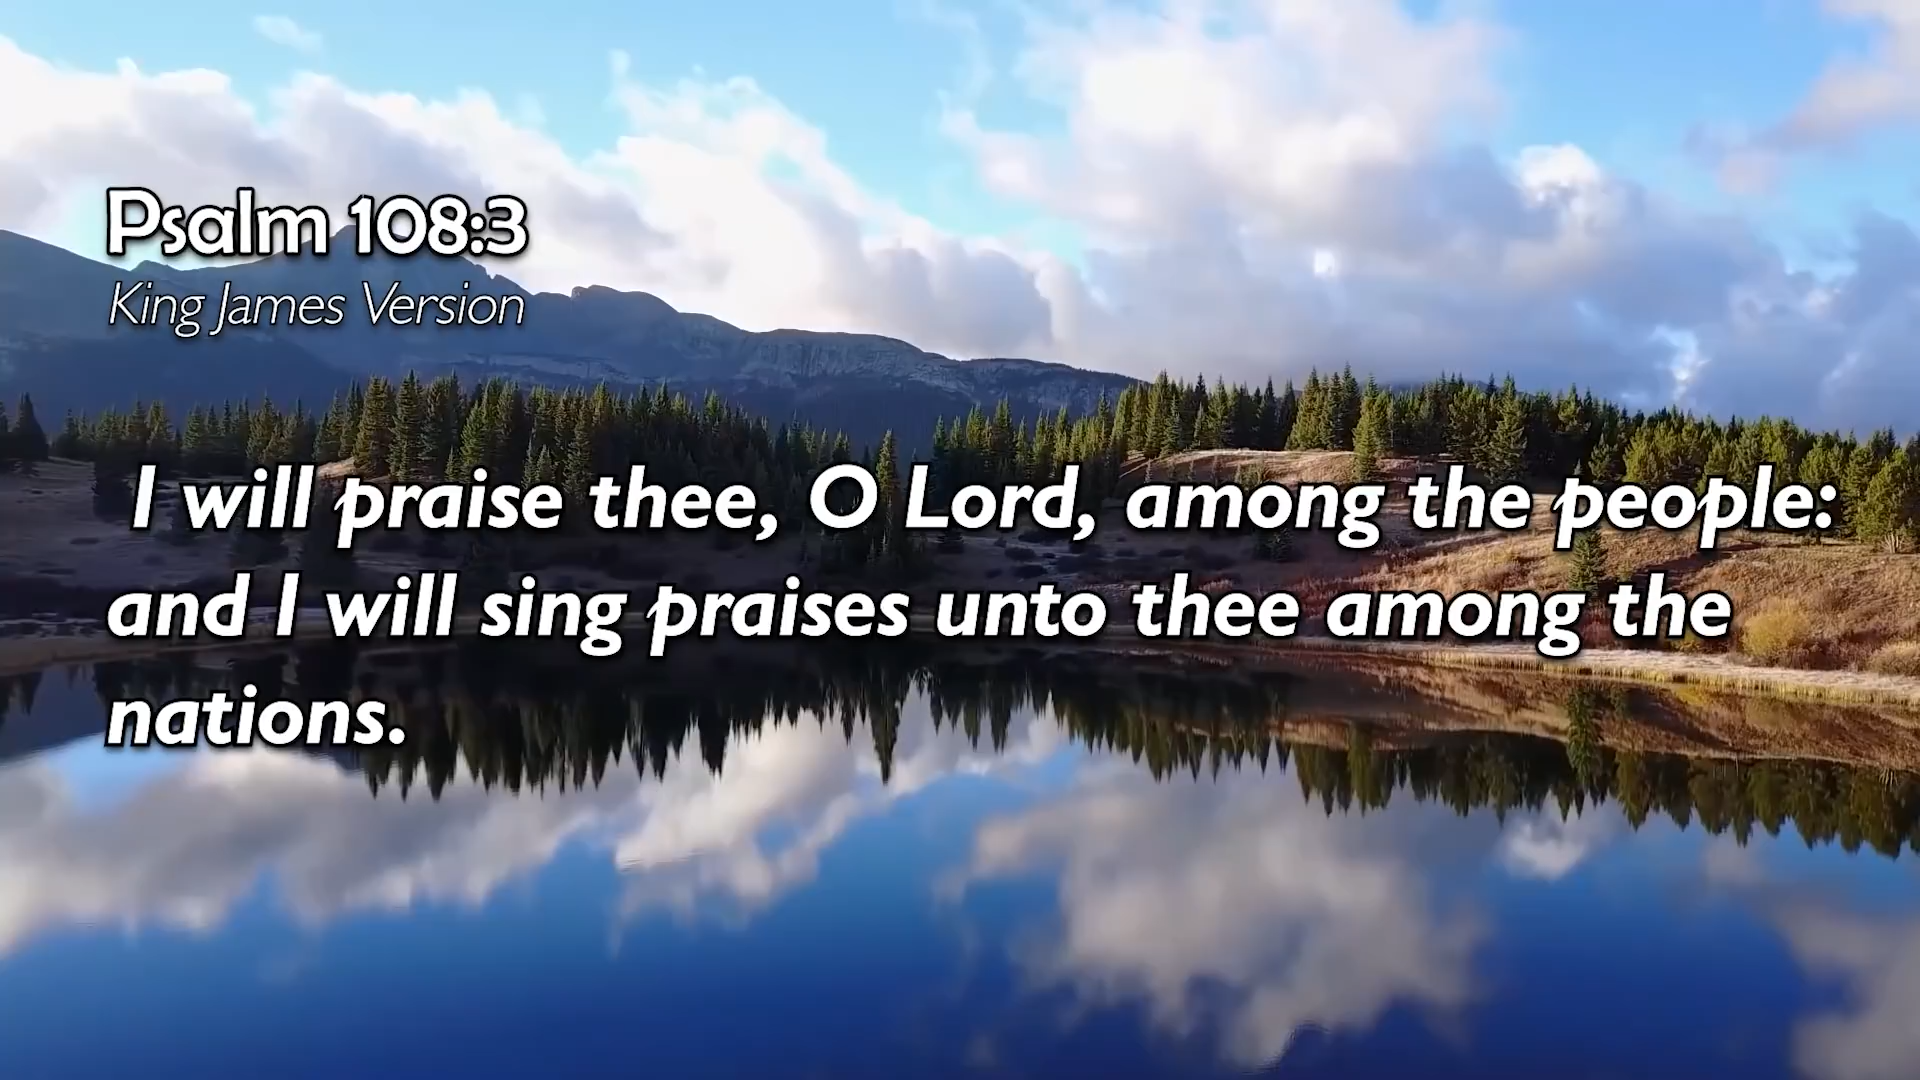 Psalm 108:3
King James Version
I will praise thee, O Lord, among the people:
and I will sing praises unto thee among the
nations.